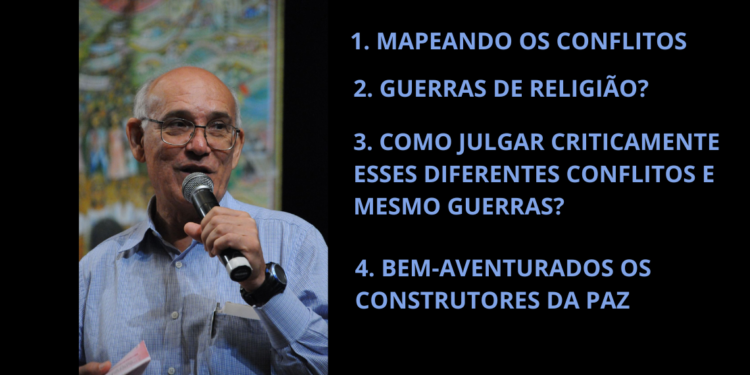 1. MAPEANDO OS CONFLITOS
2. GUERRAS DE RELIGIÃO?
3. COMO JULGAR CRITICAMENTE
ESSES DIFERENTES CONFLITOS E
MESMO GUERRAS?
4. BEM-AVENTURADOS OS
CONSTRUTORES DA PAZ